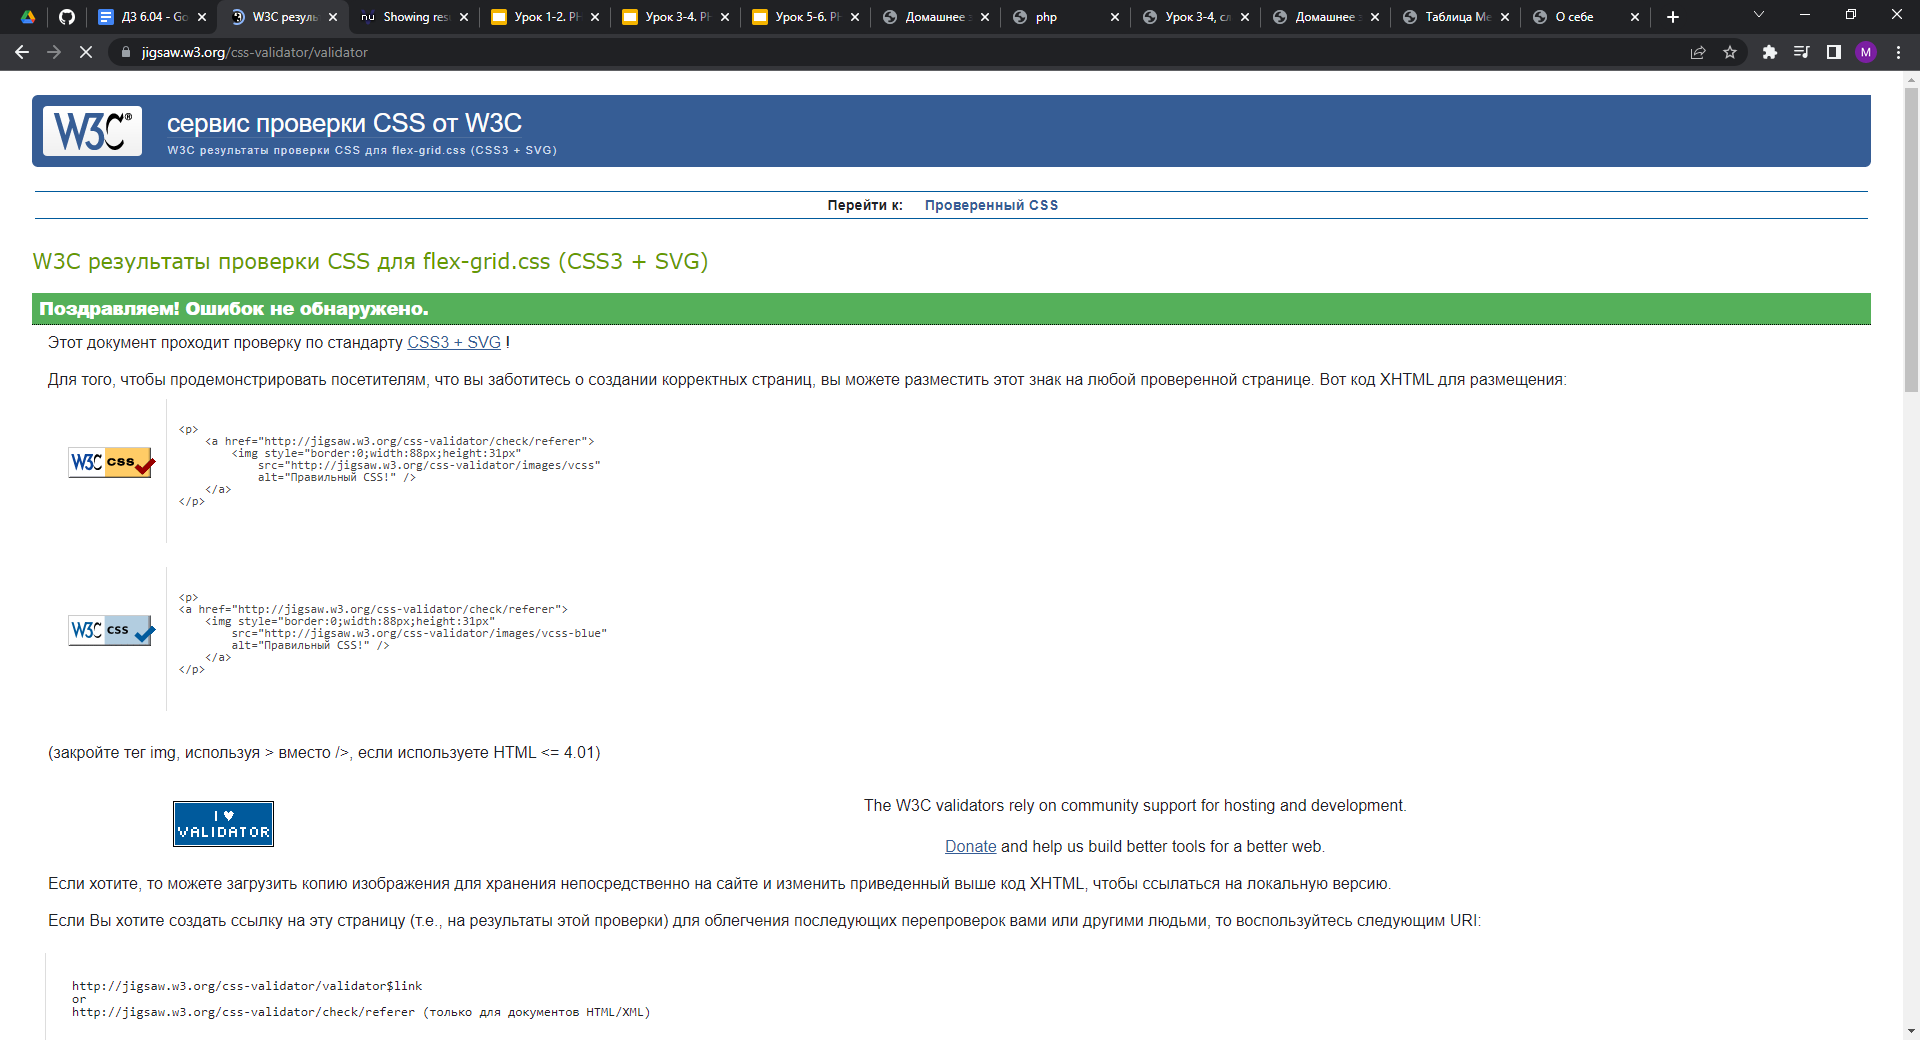 ДЗ 6.04 - Go
W3C резуль
nu
Showing res
Урок 1-2. PH
Урок 3-4. PH
Урок 5-6. PH
Домашнее з
php
Урок 3-4, сл
Домашнее з
Таблица Ме
О себе
jigsaw.w3.org/css-validator/validator
M
W3C®
сервис проверки CSS от W3C
W3C результаты проверки CSS для flex-grid.css (CSS3 + SVG)
Перейти к: Проверенный CSS
W3C результаты проверки CSS для flex-grid.css (CSS3 + SVG)
Поздравляем! Ошибок не обнаружено.
Этот документ проходит проверку по стандарту CSS3 + SVG !
Для того, чтобы продемонстрировать посетителям, что вы заботитесь о создании корректных страниц, вы можете разместить этот знак на любой проверенной странице. Вот код XHTML для размещения:
W3C css
<p>
<a href="http://jigsaw.w3.org/css-validator/check/referer">
<img style="border:0;width:88px;height:31px"
src="http://jigsaw.w3.org/css-validator/images/vcss"
alt="Правильный CSS!" />
</a>
</p>
W3C css
<p>
<a href="http://jigsaw.w3.org/css-validator/check/referer">
<img style="border:0;width:88px;height:31px"
src="http://jigsaw.w3.org/css-validator/images/vcss-blue"
alt="Правильный CSS!" />
</a>
</p>
(закройте тег img, используя > вместо />, если используете HTML <= 4.01)
I ♥
VALIDATOR
The W3C validators rely on community support for hosting and development.
Donate and help us build better tools for a better web.
Если хотите, то можете загрузить копию изображения для хранения непосредственно на сайте и изменить приведенный выше код XHTML, чтобы ссылаться на локальную версию.
Если Вы хотите создать ссылку на эту страницу (т.е., на результаты этой проверки) для облегчения последующих перепроверок вами или другими людьми, то воспользуйтесь следующим URI:
http://jigsaw.w3.org/css-validator/validator$link
or
http://jigsaw.w3.org/css-validator/check/referer (только для документов HTML/XML)